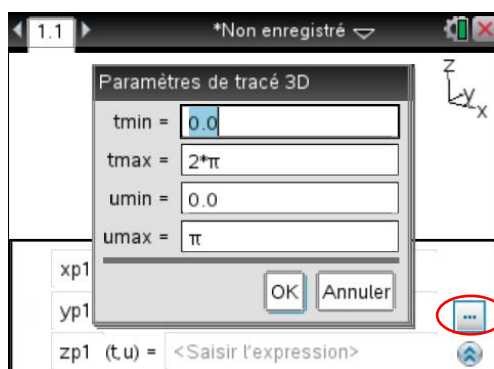 1.1 *Non enregistré
z
y
x
Paramètres de tracé 3D
tmin = 0.0
tmax = 2*π
umin = 0.0
umax = π
OK Annuler
xp1
yp1 ...
zp1 (t,u) = <Saisir l'expression>